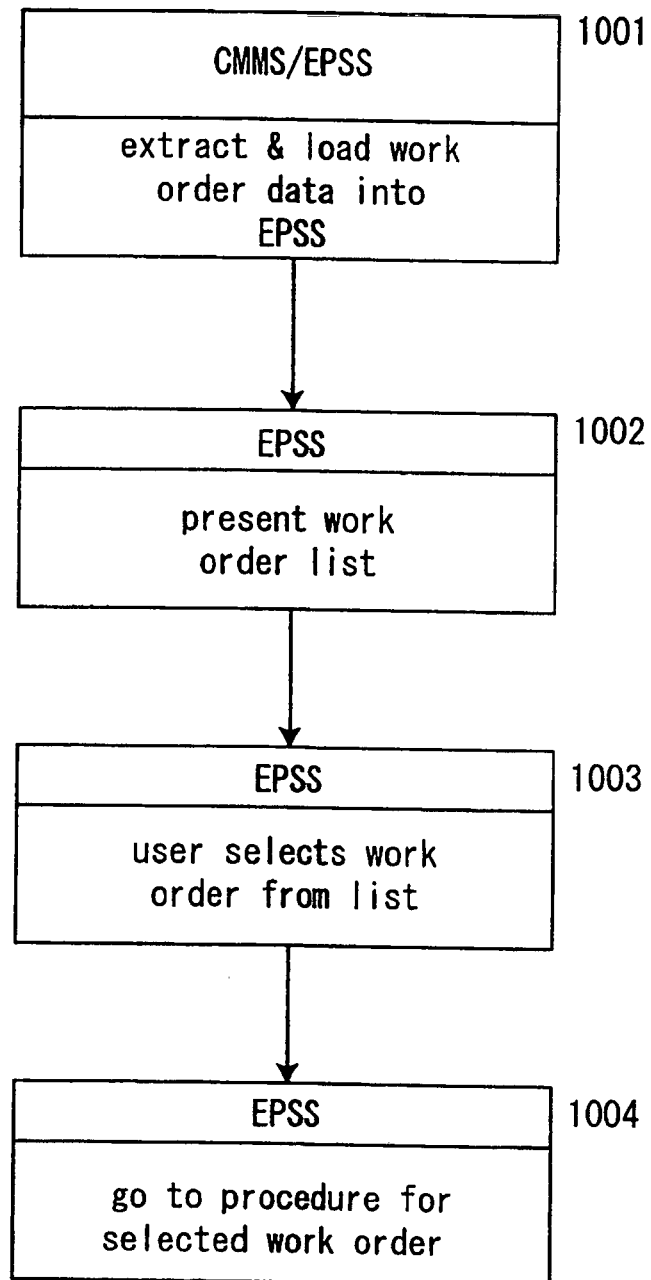 1001
CMMS/EPSS
extract & load work
order data into
EPSS
1002
EPSS
present work
order list
1003
EPSS
user selects work
order from list
1004
EPSS
go to procedure for
selected work order